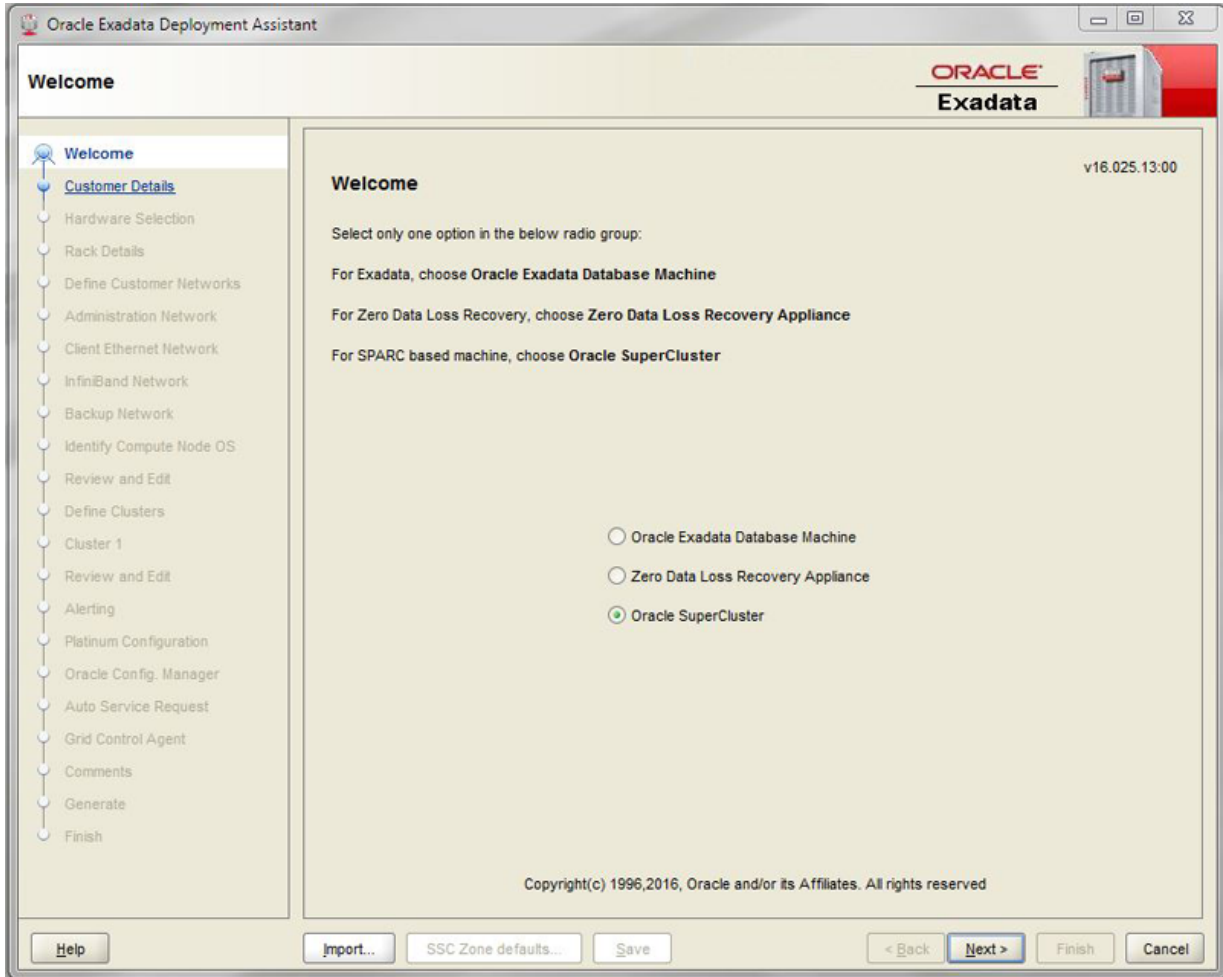 Oracle Exadata Deployment Assistant
Welcome
ORACLE'
Exadata
Welcome
Customer Details
Hardware Selection
Rack Details
Define Customer Networks
Administration Network
Client Ethernet Network
InfiniBand Network
Backup Network
Identify Compute Node OS
Review and Edit
Define Clusters
Cluster 1
Review and Edit
Alerting
Platinum Configuration
Oracle Config. Manager
Auto Service Request
Grid Control Agent
Comments
Generate
Finish
v16.025.13:00
Welcome
Select only one option in the below radio group:
For Exadata, choose Oracle Exadata Database Machine
For Zero Data Loss Recovery, choose Zero Data Loss Recovery Appliance
For SPARC based machine, choose Oracle SuperCluster
Oracle Exadata Database Machine
Zero Data Loss Recovery Appliance
Oracle SuperCluster
Copyright(c) 1996,2016, Oracle and/or its Affiliates. All rights reserved
Help Import... SSC Zone defaults... Save < Back Next > Finish Cancel